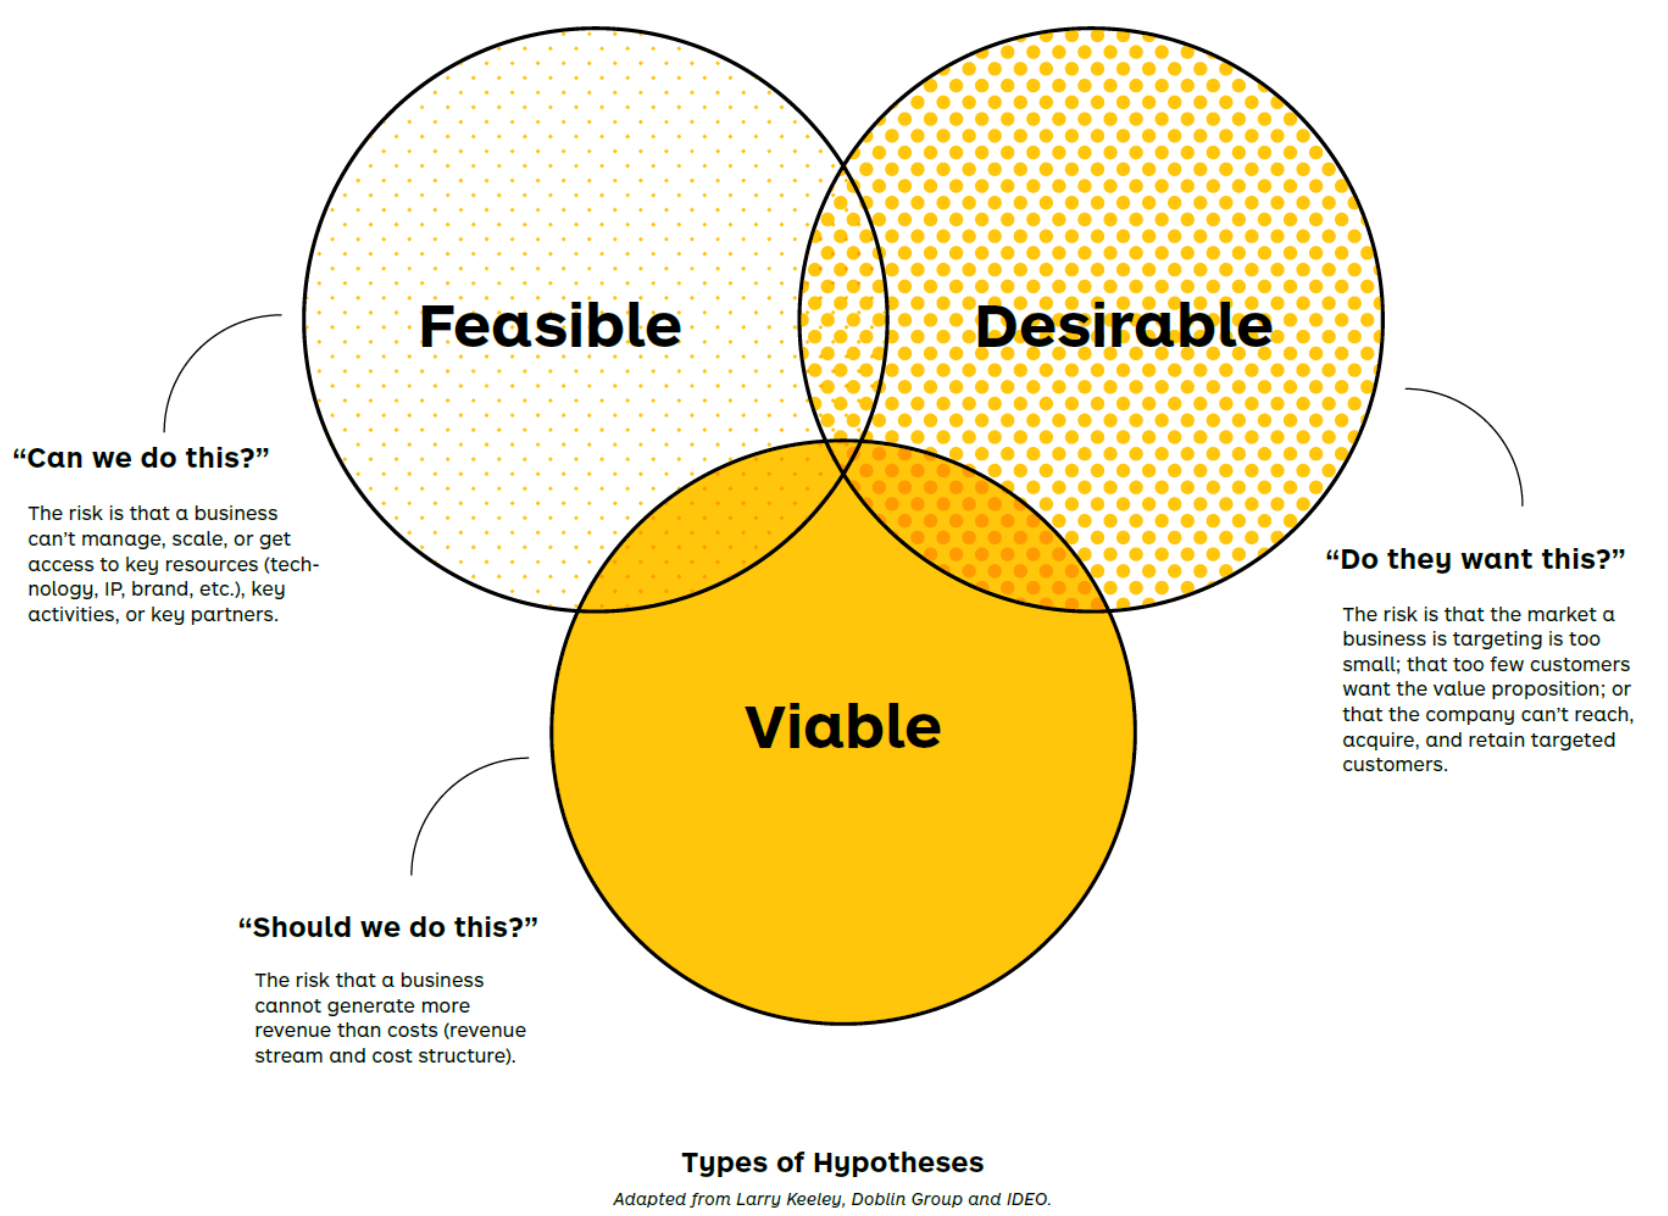 Feasible
Desirable
“Can we do this?”
The risk is that a business
can’t manage, scale, or get
access to key resources (tech-
nology, IP, brand, etc.), key
activities, or key partners.
“Do they want this?”
The risk is that the market a
business is targeting is too
small; that too few customers
want the value proposition; or
that the company can’t reach,
acquire, and retain targeted
customers.
Viable
“Should we do this?”
The risk that a business
cannot generate more
revenue than costs (revenue
stream and cost structure).
Types of Hypotheses
Adapted from Larry Keeley, Doblin Group and IDEO.